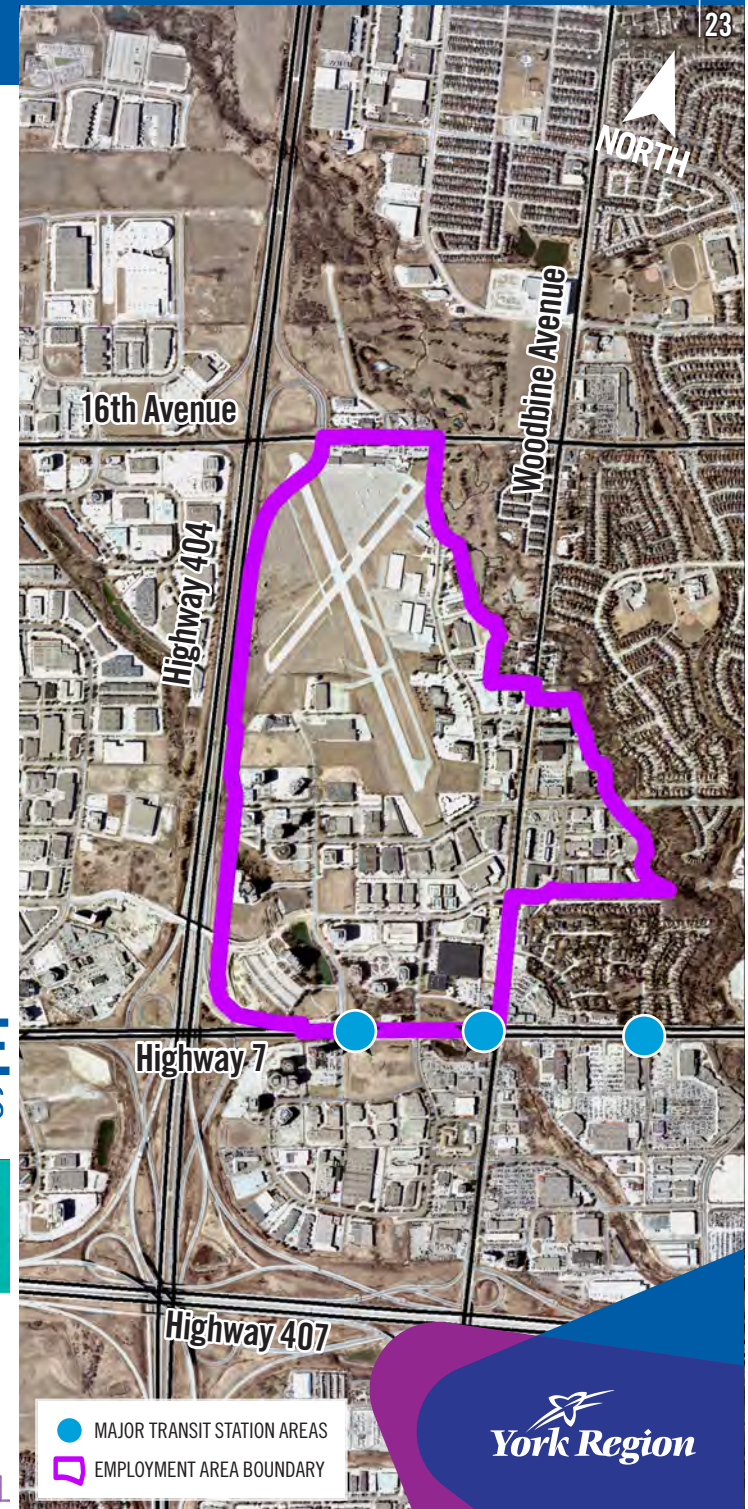 23
NORTH
Woodbine Avenue
16th Avenue
Highway 404
Highway 7
Highway 407
MAJOR TRANSIT STATION AREAS
EMPLOYMENT AREA BOUNDARY
York Region
L